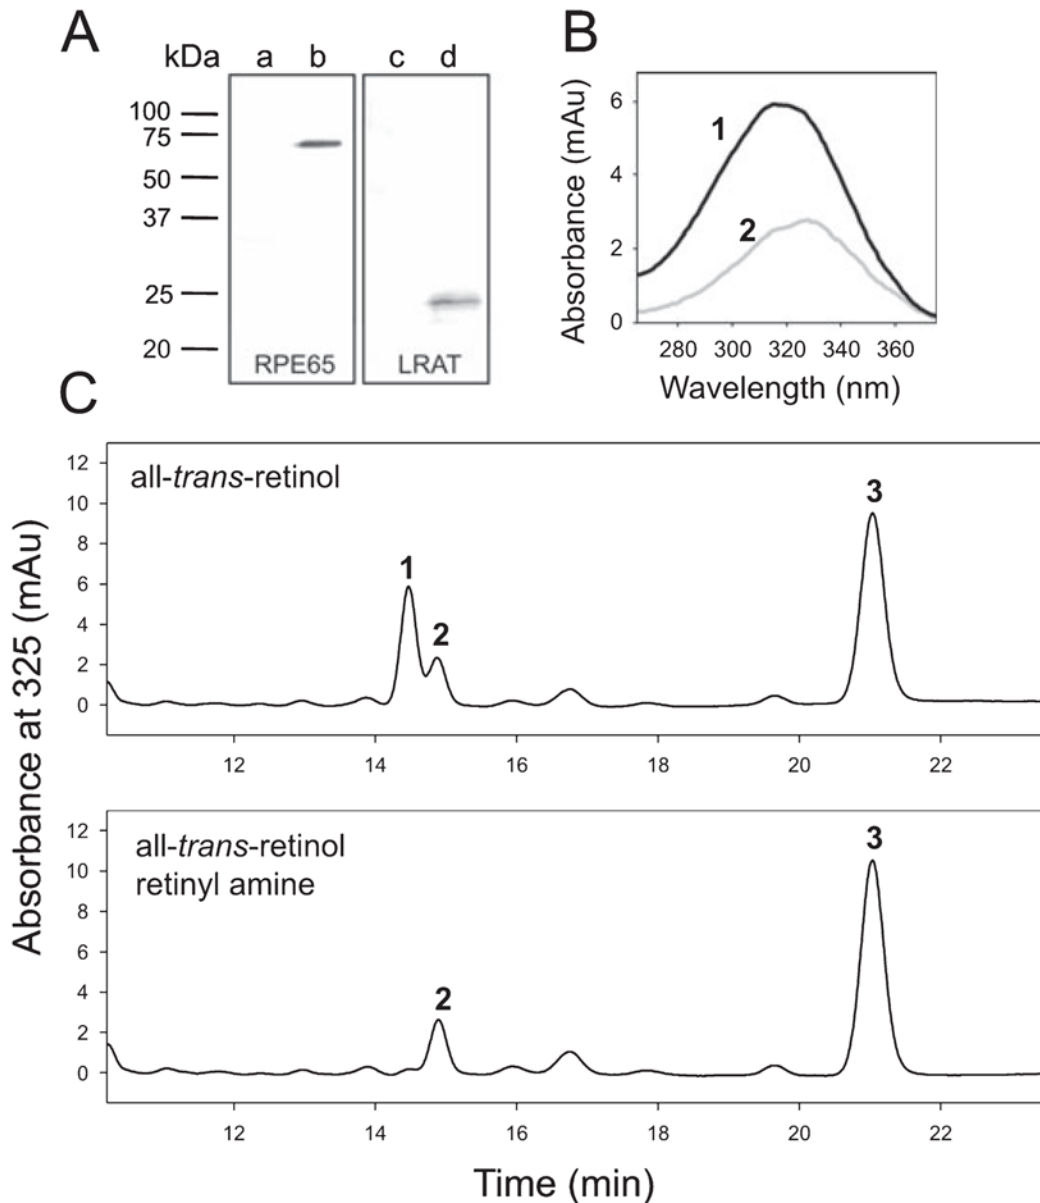 A
kDa a b c d
100
75
50
37
25
20
RPE65 LRAT
B
Absorbance (mAu)
6
4
2
0
1
2
280 300 320 340 360
Wavelength (nm)
C
Absorbance at 325 (mAu)
all-trans-retinol
12
10
8
6
4
2
0
1
2
3
12 14 16 18 20 22
all-trans-retinol
retinyl amine
12
10
8
6
4
2
0
2
3
12 14 16 18 20 22
Time (min)